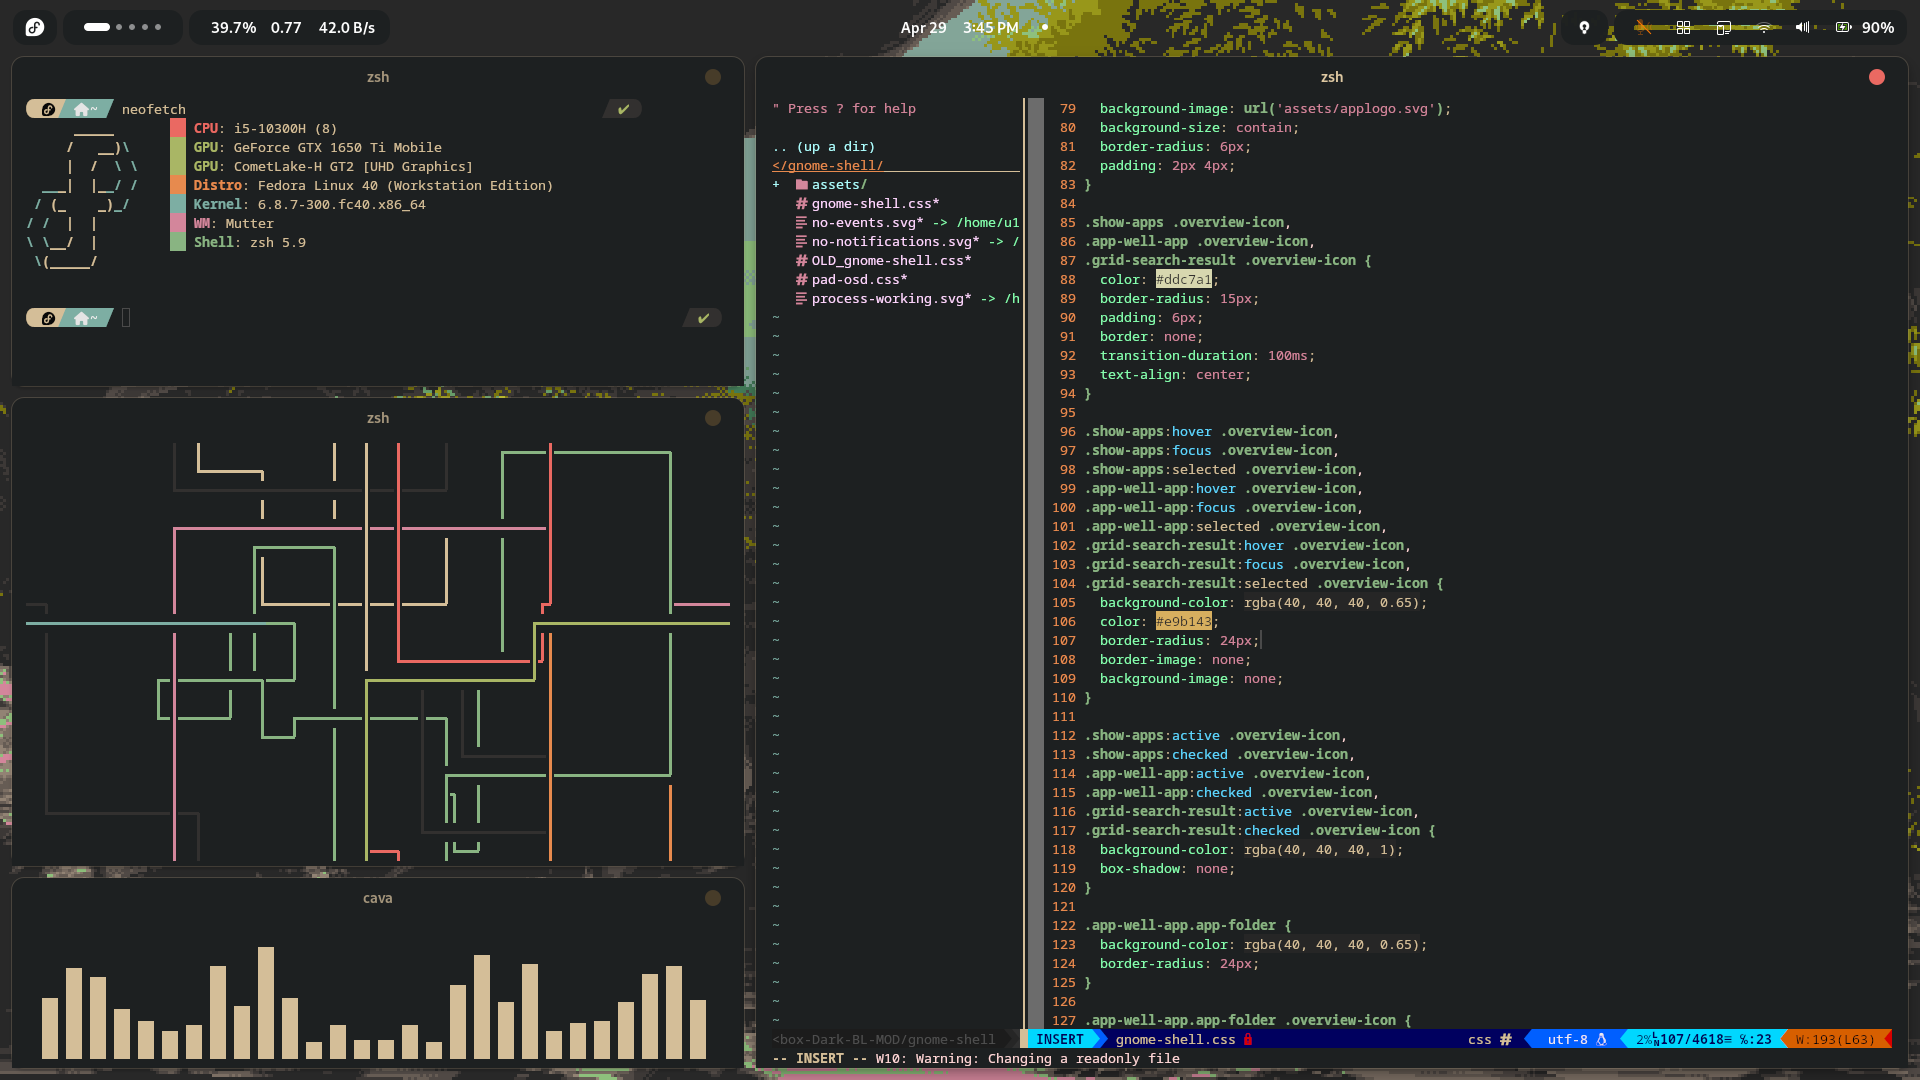 39.7% 0.77 42.0 B/s
Apr 29 3:45 PM
90%
zsh
~ neofetch ✔
CPU: i5-10300H (8)
GPU: GeForce GTX 1650 Ti Mobile
GPU: CometLake-H GT2 [UHD Graphics]
Distro: Fedora Linux 40 (Workstation Edition)
Kernel: 6.8.7-300.fc40.x86_64
WM: Mutter
Shell: zsh 5.9
~ ✔
zsh
cava
zsh
" Press ? for help
.. (up a dir)
</gnome-shell/
+ assets/
# gnome-shell.css*
no-events.svg* -> /home/u1
no-notifications.svg* -> /
# OLD_gnome-shell.css*
# pad-osd.css*
process-working.svg* -> /h
79 background-image: url('assets/applogo.svg');
80 background-size: contain;
81 border-radius: 6px;
82 padding: 2px 4px;
83 }
84
85 .show-apps .overview-icon,
86 .app-well-app .overview-icon,
87 .grid-search-result .overview-icon {
88 color: #ddc7a1;
89 border-radius: 15px;
90 padding: 6px;
91 border: none;
92 transition-duration: 100ms;
93 text-align: center;
94 }
95
96 .show-apps:hover .overview-icon,
97 .show-apps:focus .overview-icon,
98 .show-apps:selected .overview-icon,
99 .app-well-app:hover .overview-icon,
100 .app-well-app:focus .overview-icon,
101 .app-well-app:selected .overview-icon,
102 .grid-search-result:hover .overview-icon,
103 .grid-search-result:focus .overview-icon,
104 .grid-search-result:selected .overview-icon {
105 background-color: rgba(40, 40, 40, 0.65);
106 color: #e9b143;
107 border-radius: 24px;
108 border-image: none;
109 background-image: none;
110 }
111
112 .show-apps:active .overview-icon,
113 .show-apps:checked .overview-icon,
114 .app-well-app:active .overview-icon,
115 .app-well-app:checked .overview-icon,
116 .grid-search-result:active .overview-icon,
117 .grid-search-result:checked .overview-icon {
118 background-color: rgba(40, 40, 40, 1);
119 box-shadow: none;
120 }
121
122 .app-well-app.app-folder {
123 background-color: rgba(40, 40, 40, 0.65);
124 border-radius: 24px;
125 }
126
127 .app-well-app.app-folder .overview-icon {
<box-Dark-BL-MOD/gnome-shell INSERT gnome-shell.css css # utf-8 2% 107/4618≡ ℅:23 W:193(L63)
-- INSERT -- W10: Warning: Changing a readonly file